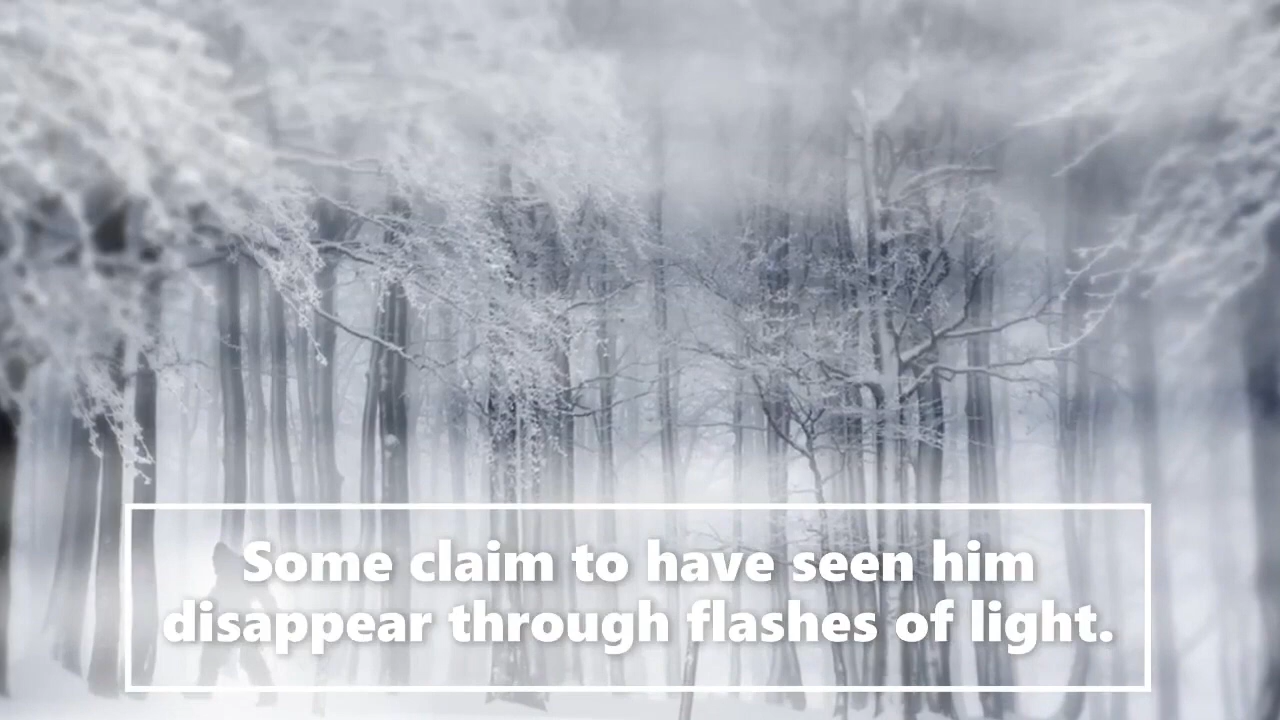 Some claim to have seen him
disappear through flashes of light.